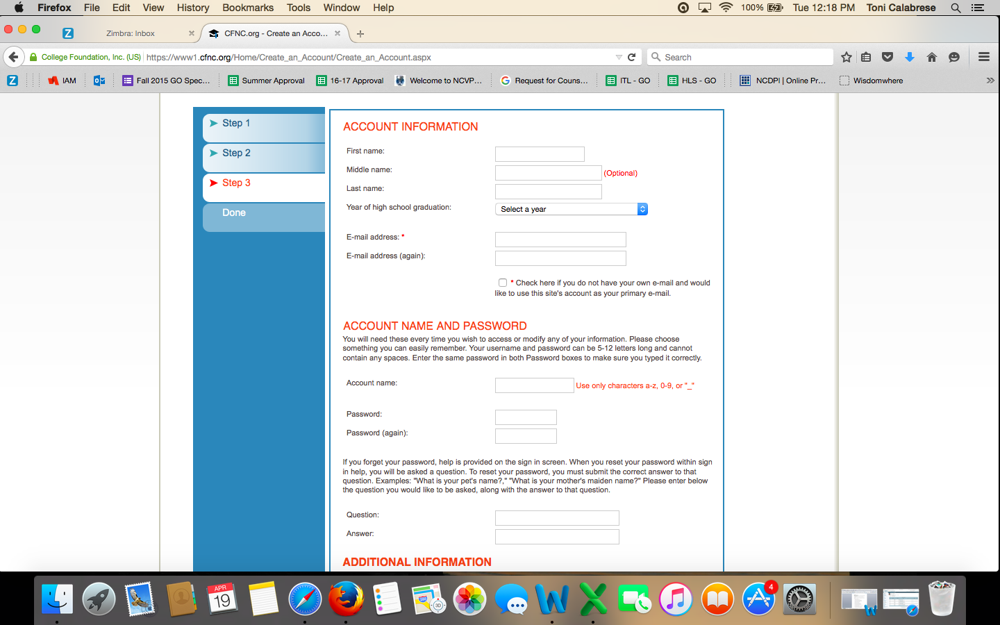 Firefox File Edit View History Bookmarks Tools Window Help 100% Tue 12:18 PM Toni Calabrese
Z Zimbra: Inbox CFNC.org - Create an Acco...
College Foundation, Inc. (US) https://www1.cfnc.org/Home/Create_an_Account/Create_an_Account.aspx Search
Z IAM Fall 2015 GO Spec... Summer Approval 16-17 Approval Welcome to NCVP... Request for Couns... ITL - GO HLS - GO NCDPI | Online Pr... Wisdomwhere
Step 1
Step 2
Step 3
Done
ACCOUNT INFORMATION
First name:
Middle name: (Optional)
Last name:
Year of high school graduation: Select a year
E-mail address: *
E-mail address (again):
* Check here if you do not have your own e-mail and would
like to use this site's account as your primary e-mail.
ACCOUNT NAME AND PASSWORD
You will need these every time you wish to access or modify any of your information. Please choose
something you can easily remember. Your username and password can be 5-12 letters long and cannot
contain any spaces. Enter the same password in both Password boxes to make sure you typed it correctly.
Account name: Use only characters a-z, 0-9, or "_"
Password:
Password (again):
If you forget your password, help is provided on the sign in screen. When you reset your password within sign
in help, you will be asked a question. To reset your password, you must submit the correct answer to that
question. Examples: "What is your pet's name?," "What is your mother's maiden name?" Please enter below
the question you would like to be asked, along with the answer to that question.
Question:
Answer:
ADDITIONAL INFORMATION
APR
19
3D
4